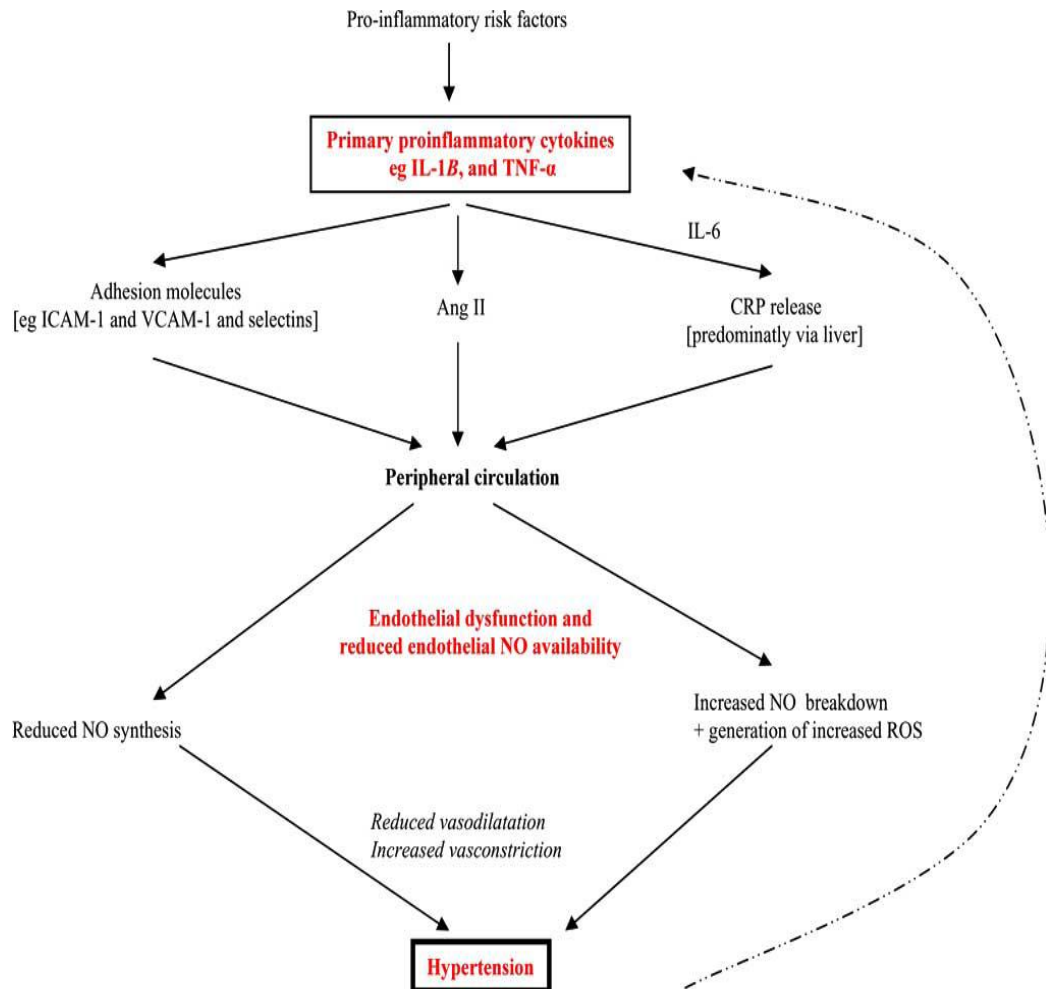 Pro-inflammatory risk factors
Primary proinflammatory cytokines
eg IL-1B, and TNF-α
IL-6
Adhesion molecules
[eg ICAM-1 and VCAM-1 and selectins]
Ang II
CRP release
[predominatly via liver]
Peripheral circulation
Endothelial dysfunction and
reduced endothelial NO availability
Reduced NO synthesis
Increased NO breakdown
+ generation of increased ROS
Reduced vasodilatation
Increased vasconstriction
Hypertension